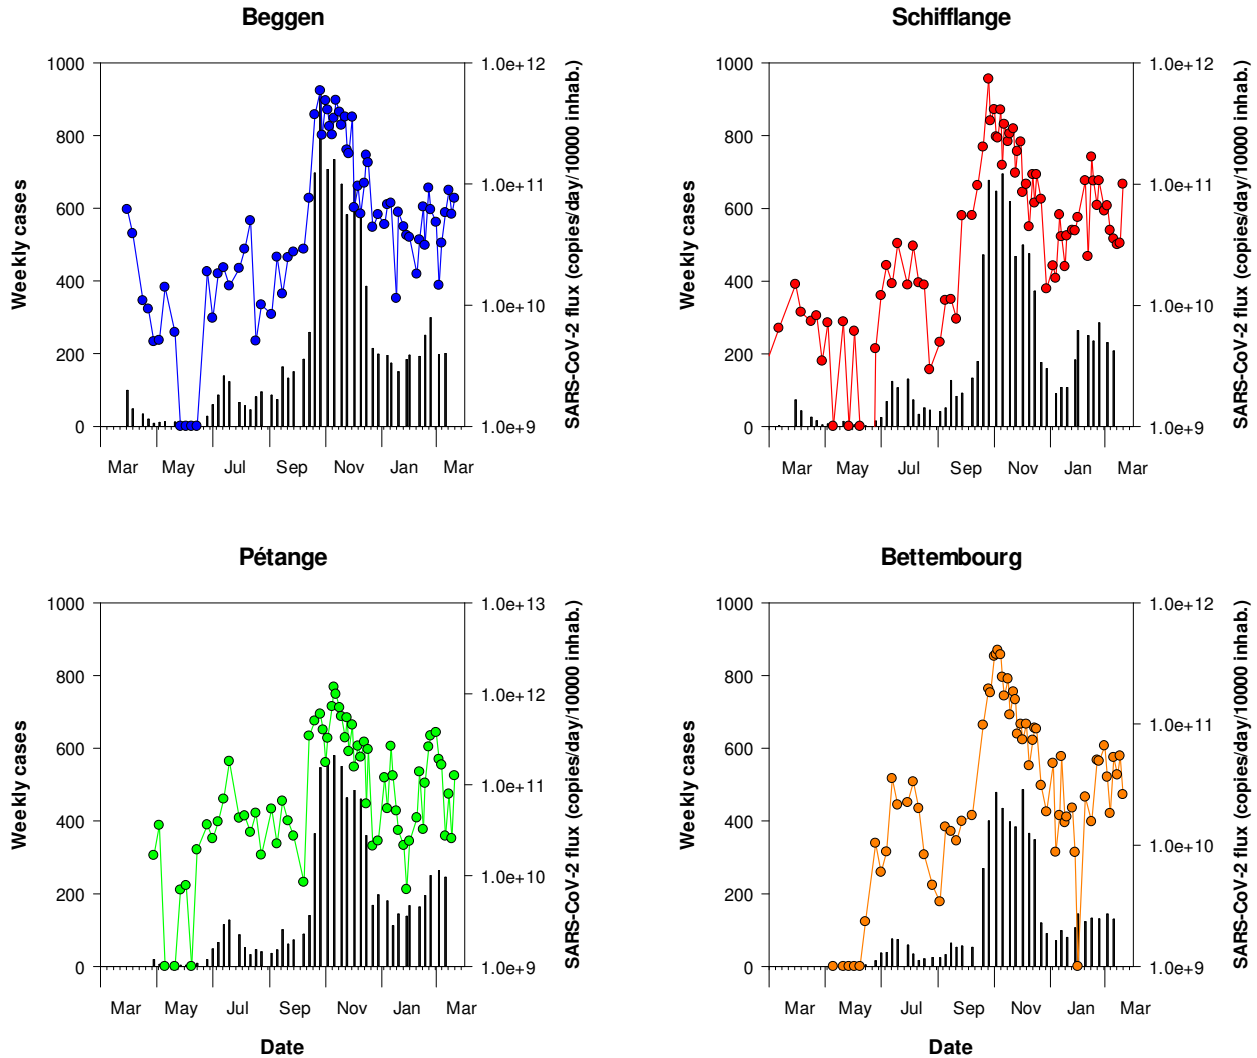 Beggen
Schifflange
1000
800
600
400
200
0
Weekly cases
1.0e+12
1.0e+11
1.0e+10
1.0e+9
SARS-CoV-2 flux (copies/day/10000 inhab.)
Mar May Jul Sep Nov Jan Mar
1000
800
600
400
200
0
Weekly cases
1.0e+12
1.0e+11
1.0e+10
1.0e+9
SARS-CoV-2 flux (copies/day/10000 inhab.)
Mar May Jul Sep Nov Jan Mar
Pétange
Bettembourg
1000
800
600
400
200
0
Weekly cases
1.0e+13
1.0e+12
1.0e+11
1.0e+10
1.0e+9
SARS-CoV-2 flux (copies/day/10000 inhab.)
Mar May Jul Sep Nov Jan Mar
Date
1000
800
600
400
200
0
Weekly cases
1.0e+12
1.0e+11
1.0e+10
1.0e+9
SARS-CoV-2 flux (copies/day/10000 inhab.)
Mar May Jul Sep Nov Jan Mar
Date